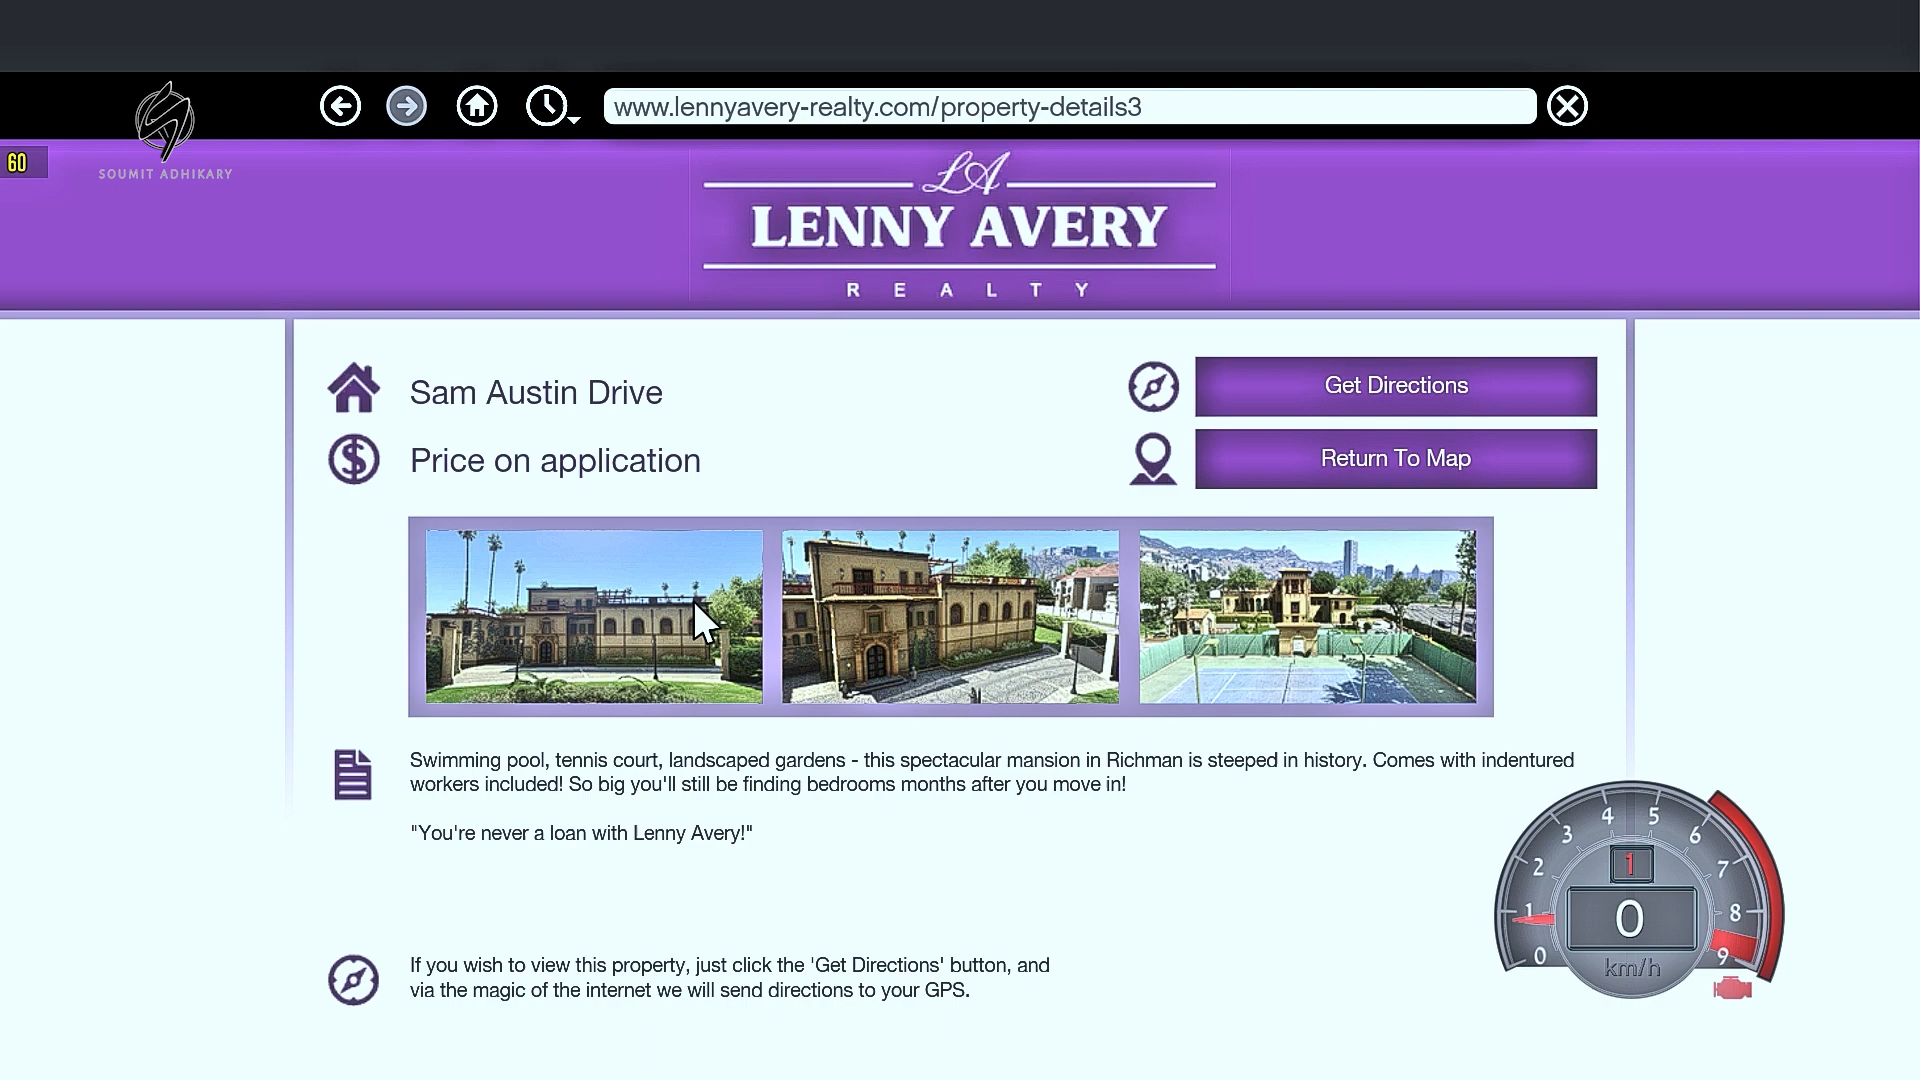 www.lennyavery-realty.com/property-details3
SOUMIT ADHIKARY
60
LA
LENNY AVERY
REALTY
Sam Austin Drive
Get Directions
Price on application
Return To Map
Swimming pool, tennis court, landscaped gardens - this spectacular mansion in Richman is steeped in history. Comes with indentured
workers included! So big you'll still be finding bedrooms months after you move in!
"You're never a loan with Lenny Avery!"
If you wish to view this property, just click the 'Get Directions' button, and
via the magic of the internet we will send directions to your GPS.
0 1 2 3 4 5 6 7 8 9
1
0
km/h